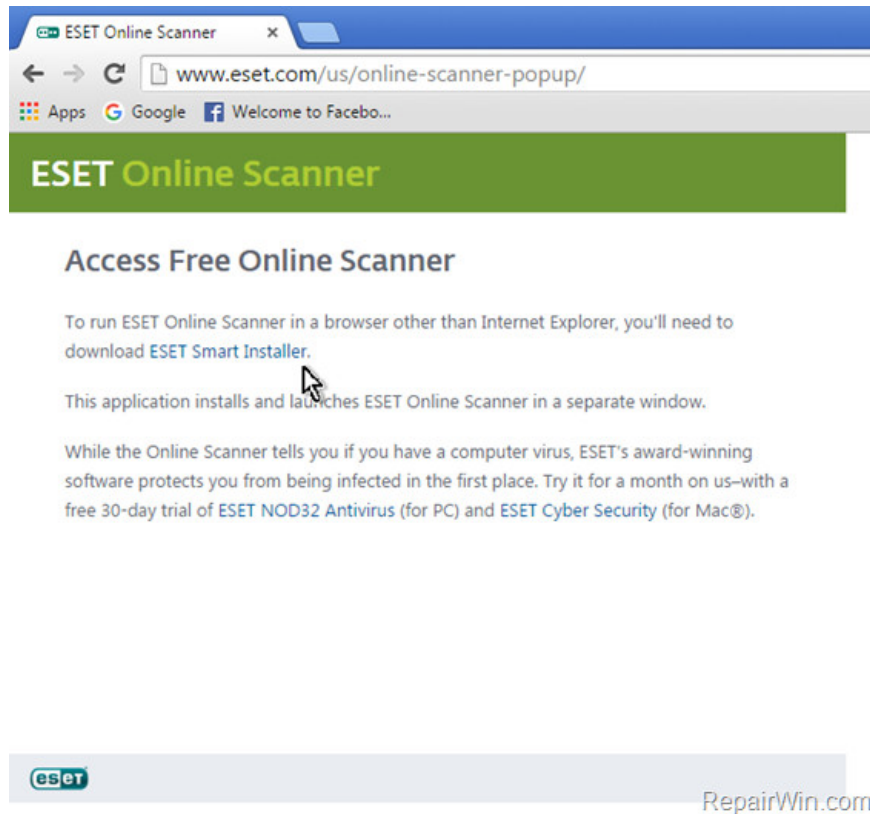 ESET Online Scanner
www.eset.com/us/online-scanner-popup/
Apps Google Welcome to Facebo...
ESET Online Scanner
Access Free Online Scanner
To run ESET Online Scanner in a browser other than Internet Explorer, you'll need to
download ESET Smart Installer.
This application installs and launches ESET Online Scanner in a separate window.
While the Online Scanner tells you if you have a computer virus, ESET's award-winning
software protects you from being infected in the first place. Try it for a month on us–with a
free 30-day trial of ESET NOD32 Antivirus (for PC) and ESET Cyber Security (for Mac®).
eseT
RepairWin.com